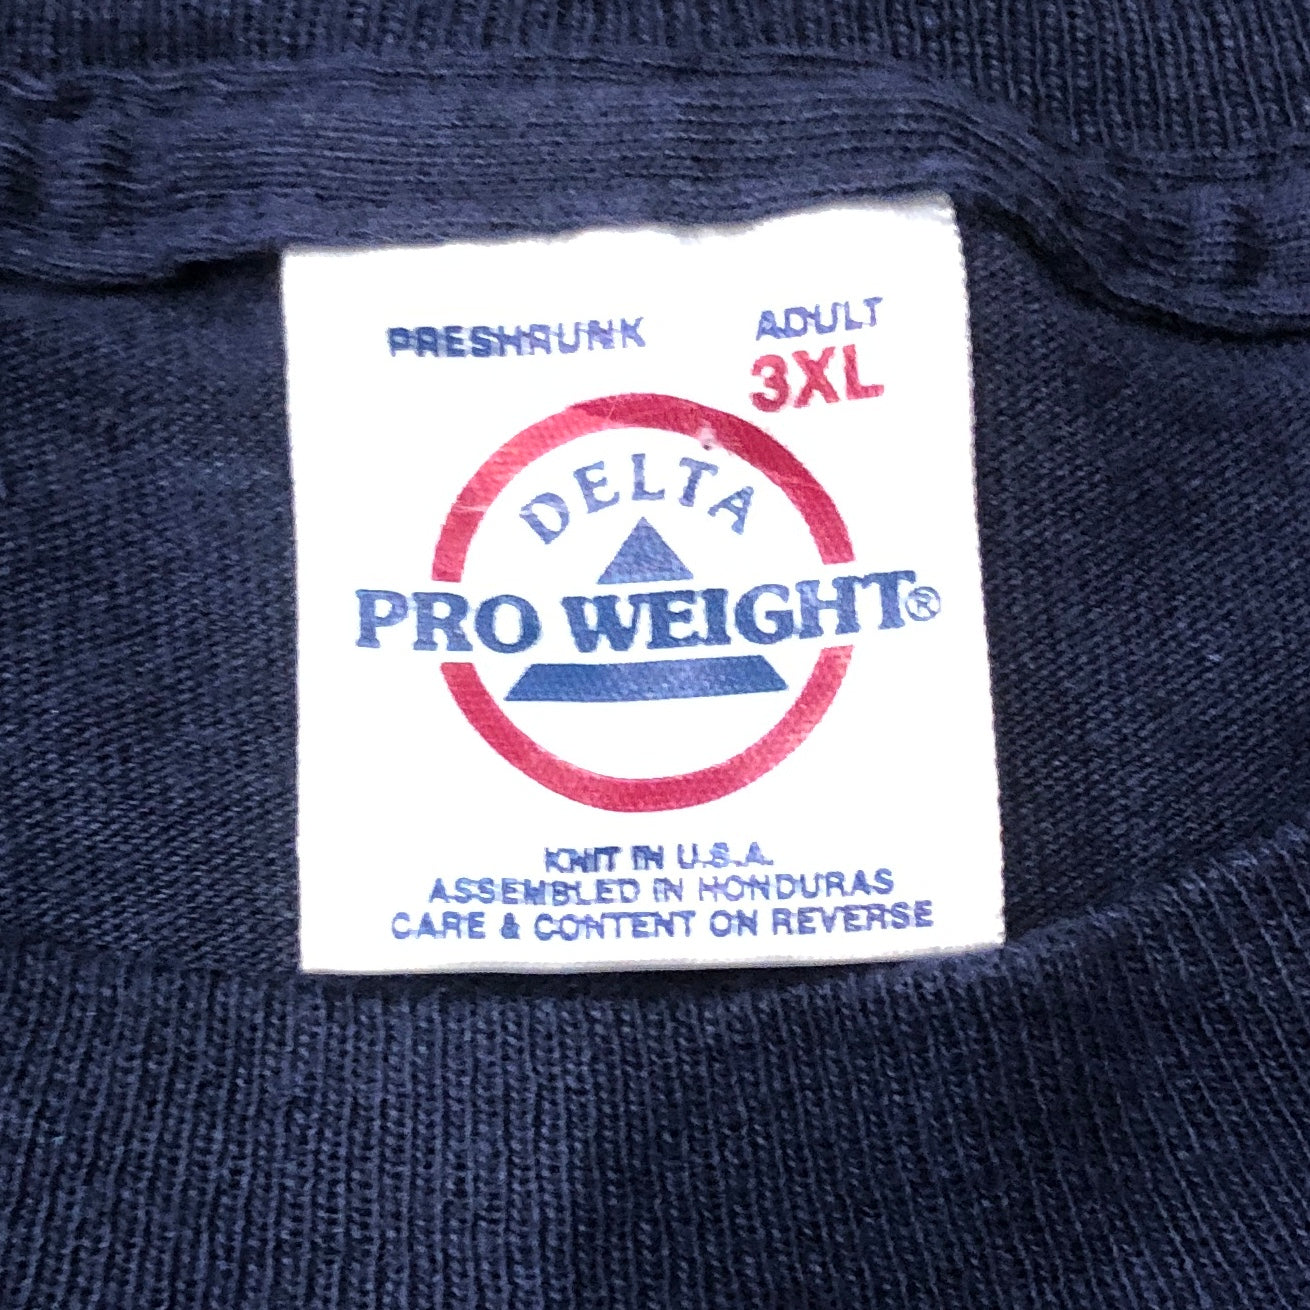 PRESHRUNK
ADULT
3XL
DELTA
PRO WEIGHT®
KNIT IN U.S.A.
ASSEMBLED IN HONDURAS
CARE & CONTENT ON REVERSE